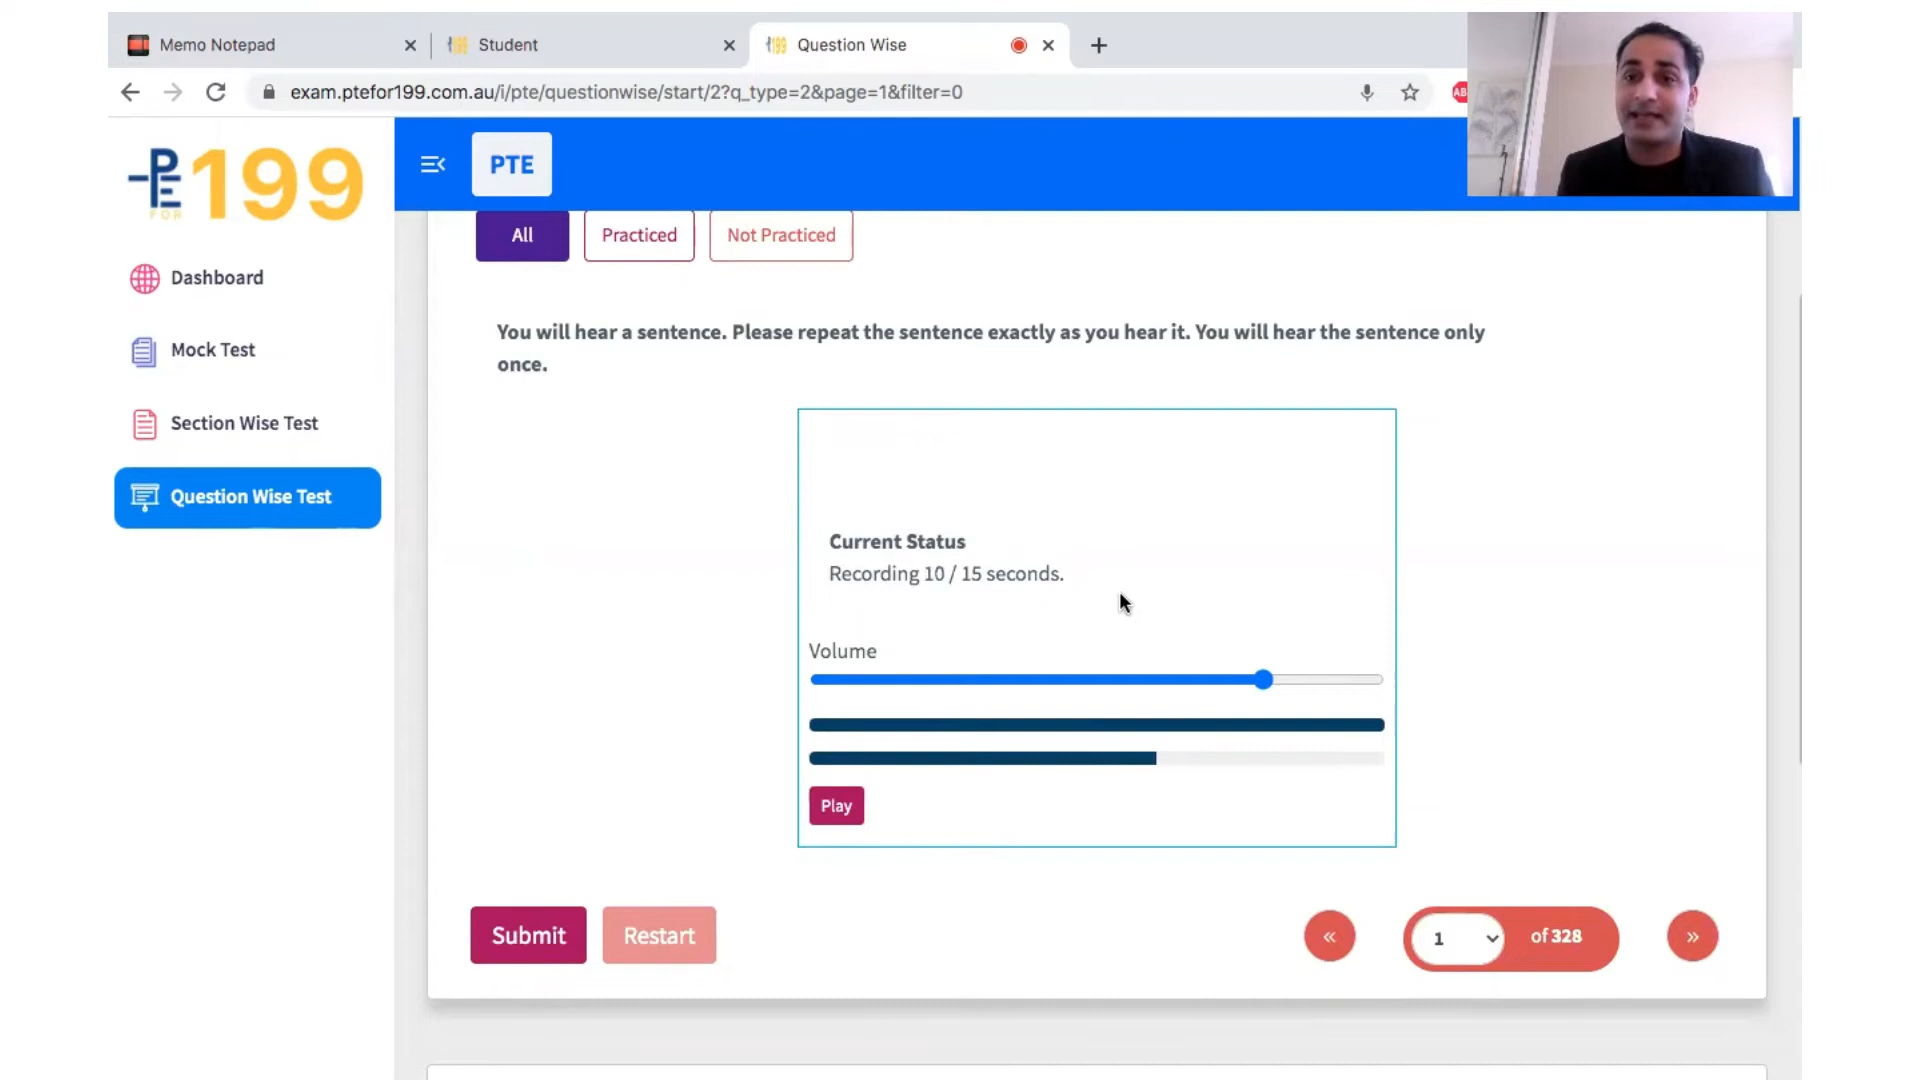 Memo Notepad
Student
Question Wise
exam.ptefor199.com.au/i/pte/questionwise/start/2?q_type=2&page=1&filter=0
AB
PTE FOR 199
PTE
All
Practiced
Not Practiced
Dashboard
Mock Test
Section Wise Test
Question Wise Test
You will hear a sentence. Please repeat the sentence exactly as you hear it. You will hear the sentence only
once.
Current Status
Recording 10 / 15 seconds.
Volume
Play
Submit
Restart
«
1
of 328
»